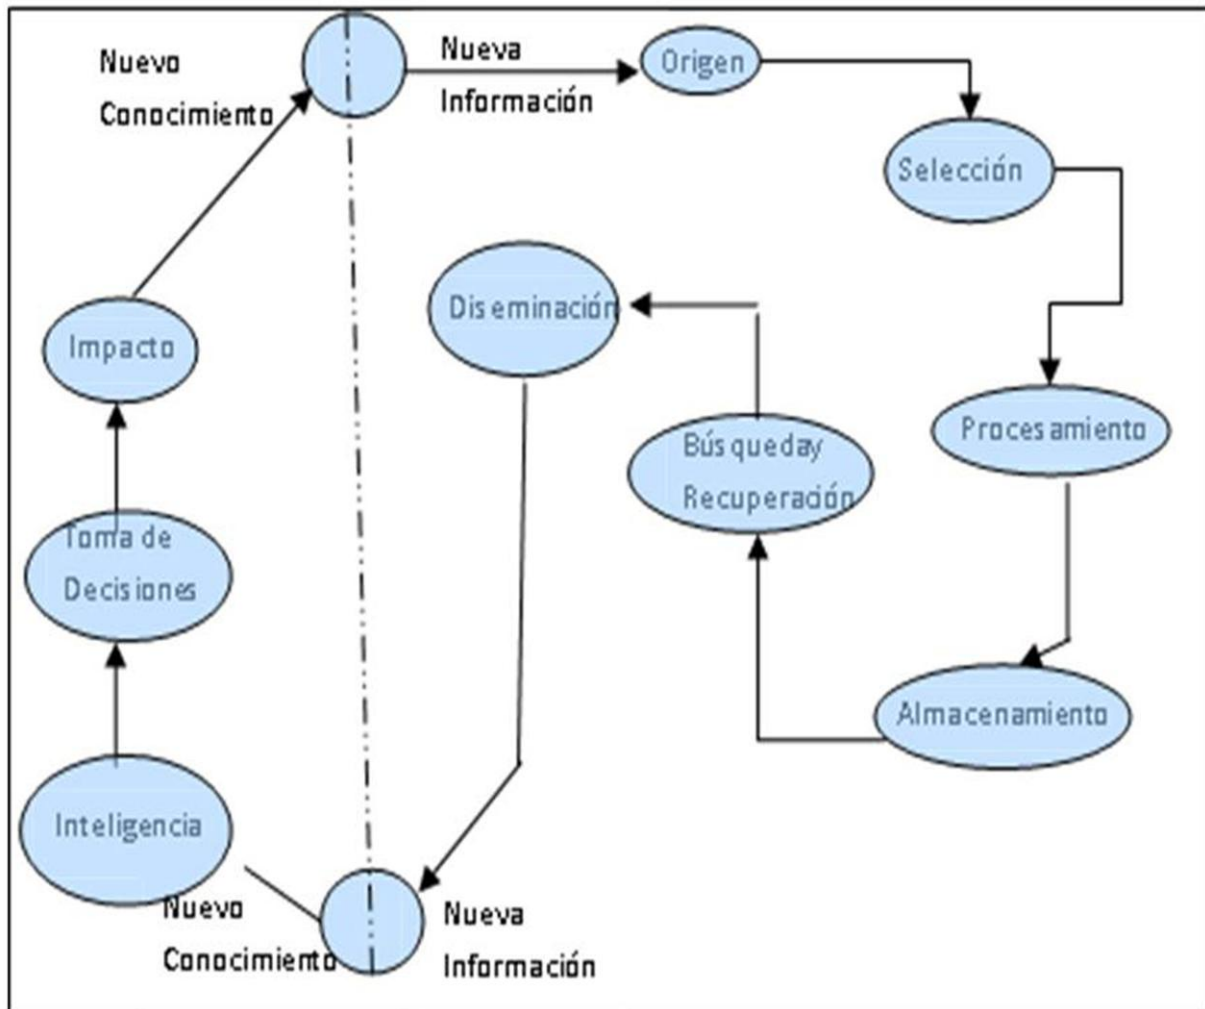 Nuevo
Conocimiento
Nueva
Información
Origen
Selección
Diseminación
Impacto
Procesamiento
Búsqueday
Recuperación
Toma de
Decisiones
Almacenamiento
Inteligencia
Nuevo
Conocimiento
Nueva
Información